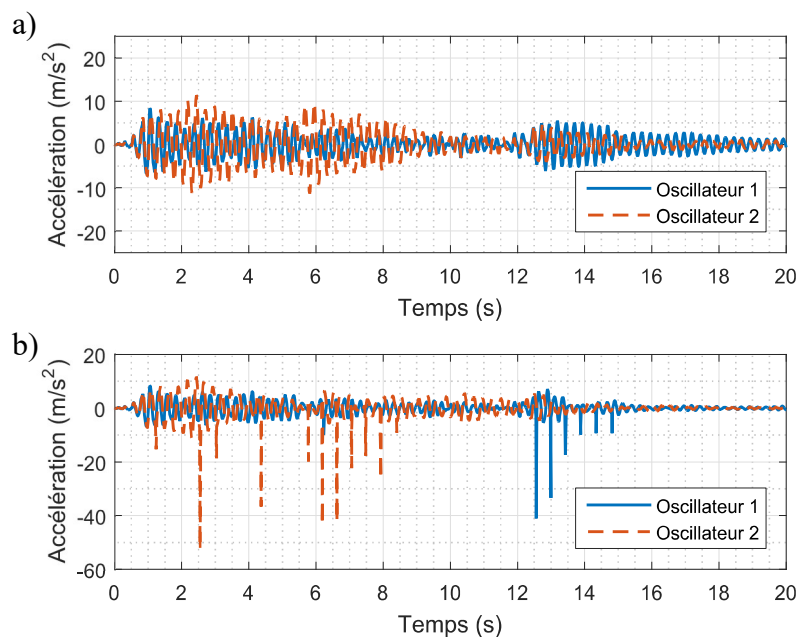 a)
Accélération (m/s²)
20
10
0
-10
-20
0 2 4 6 8 10 12 14 16 18 20
Temps (s)
Oscillateur 1
Oscillateur 2
b)
Accélération (m/s²)
20
0
-20
-40
-60
0 2 4 6 8 10 12 14 16 18 20
Temps (s)
Oscillateur 1
Oscillateur 2